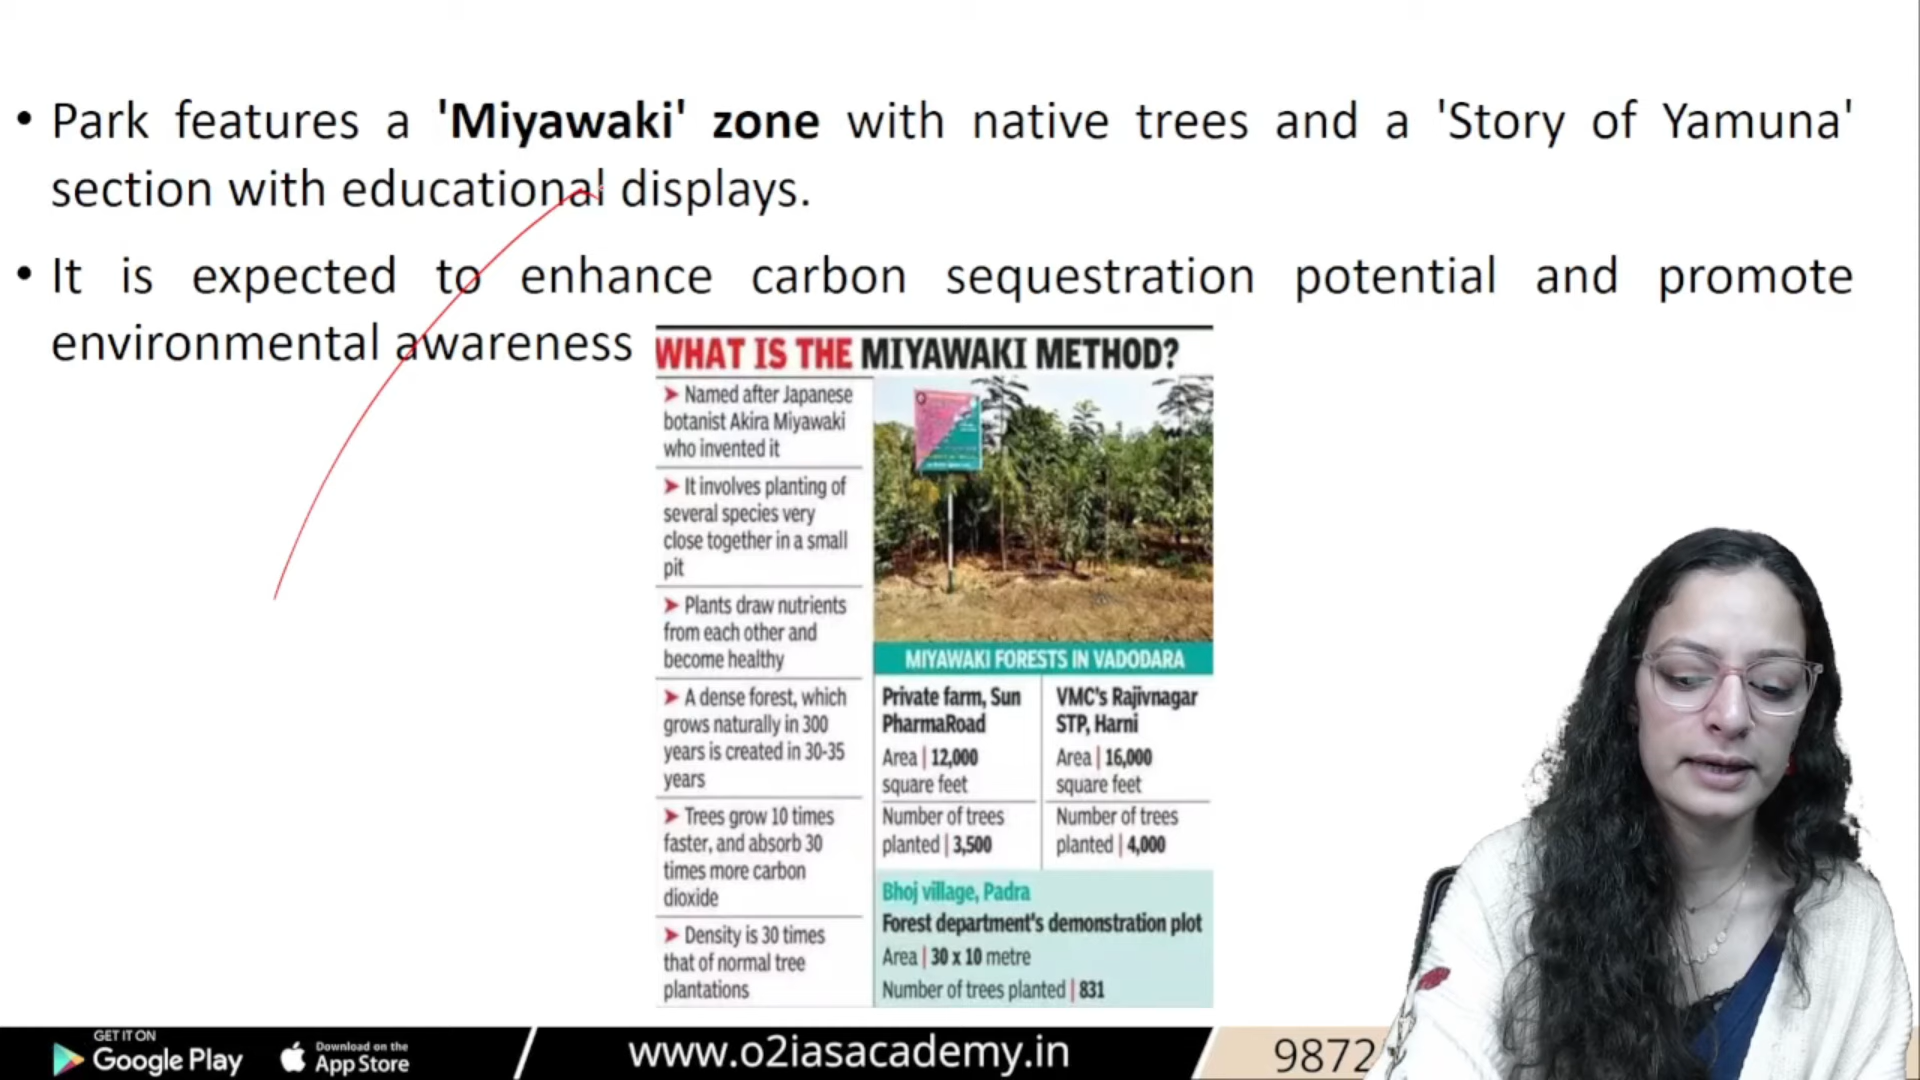 • Park features a 'Miyawaki' zone with native trees and a 'Story of Yamuna'
section with educational displays.
• It is expected to enhance carbon sequestration potential and promote
environmental awareness
WHAT IS THE MIYAWAKI METHOD?
➤ Named after Japanese
botanist Akira Miyawaki
who invented it
➤ It involves planting of
several species very
close together in a small
pit
➤ Plants draw nutrients
from each other and
become healthy
➤ A dense forest, which
grows naturally in 300
years is created in 30-35
years
➤ Trees grow 10 times
faster, and absorb 30
times more carbon
dioxide
➤ Density is 30 times
that of normal tree
plantations
MIYAWAKI FORESTS IN VADODARA
Private farm, Sun
PharmaRoad
Area | 12,000
square feet
Number of trees
planted | 3,500
VMC's Rajivnagar
STP, Harni
Area | 16,000
square feet
Number of trees
planted | 4,000
Bhoj village, Padra
Forest department's demonstration plot
Area | 30 x 10 metre
Number of trees planted | 831
GET IT ON
Google Play
Download on the
App Store
www.o2iasacademy.in
9872